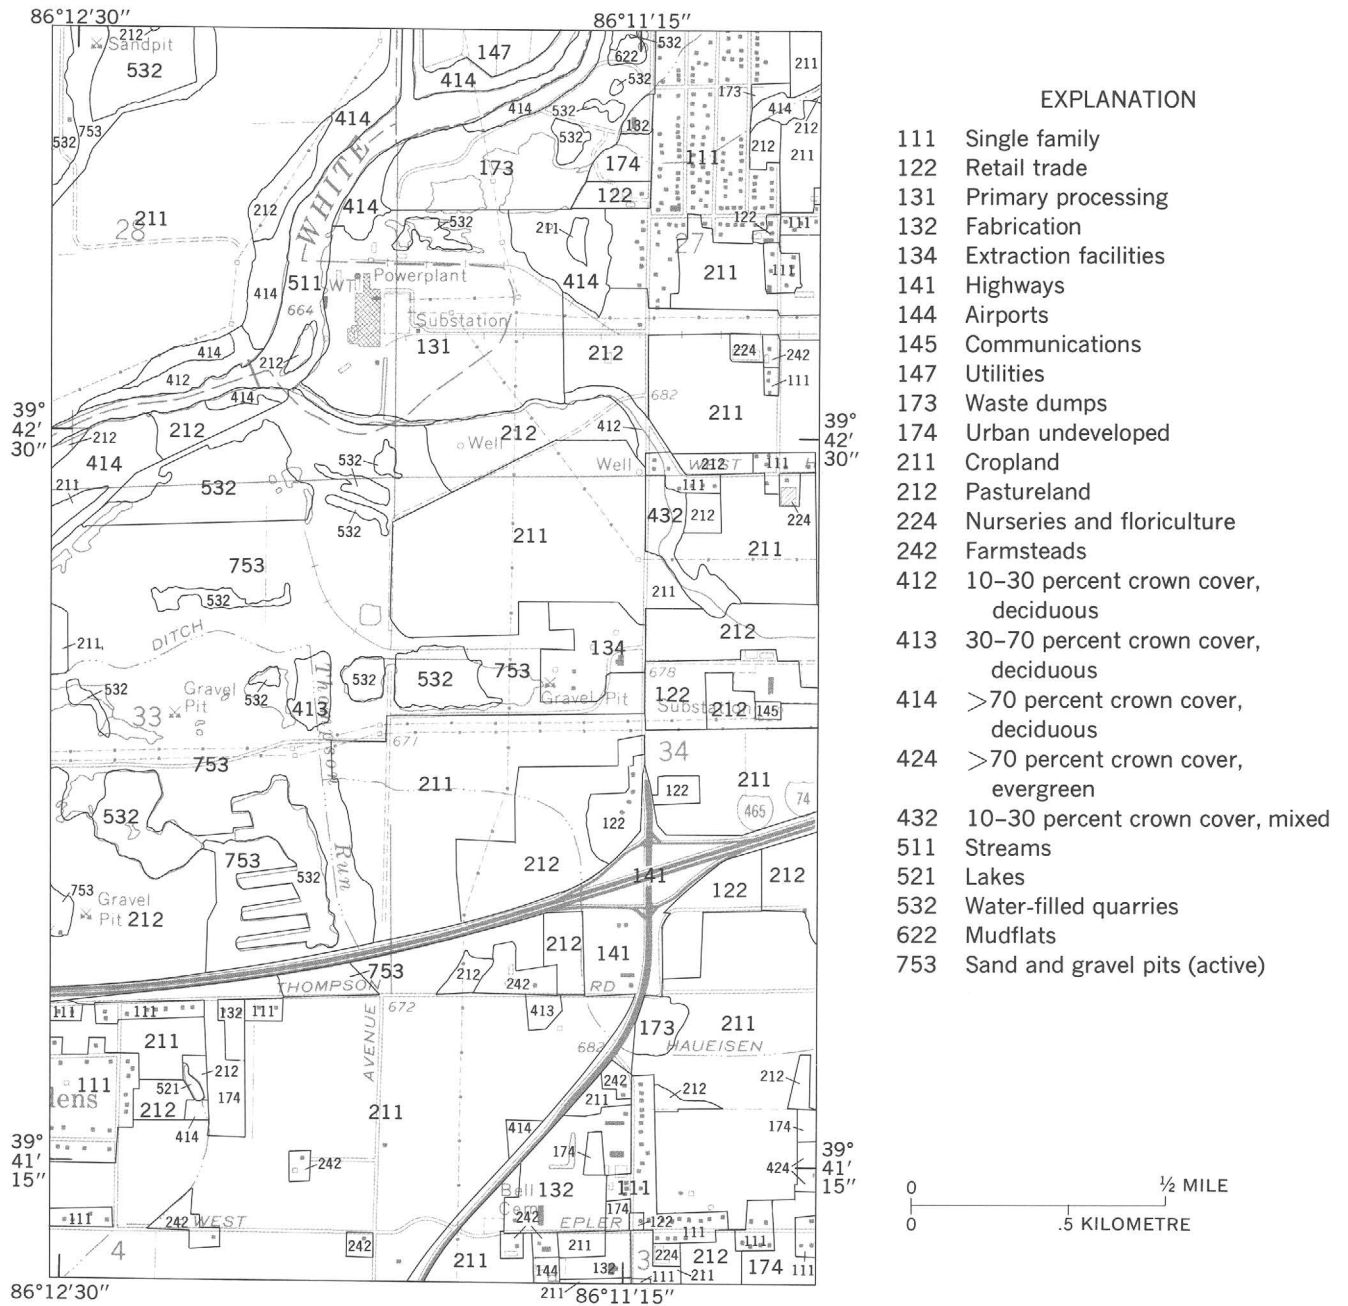 86°12′30″ 86°11′15″
212 Sandpit
532
753
532
147
414
622 532
532
211
173
414
414 532
132
532
414
212
212 211
173
174
111
122
28 211
212
WHITE
414
532
211
122
111
27
211
111
511
WT
Powerplant
414
414
664
Substation
131
212
224 242
414
212
412
111
414
682
211
39°
42′
30″
39°
42′
30″
212
212
Well
212
412
414
532
Well
WEST
212
111
211
532
111
432 212
224
532
211
211
753
532
211
DITCH
212
211
134
532
Gravel
Pit
532
532
532
753
Gravel Pit
678
122
33
413
Thompson
Substation
212 145
671
34
753
211
211
122
465
74
532
122
753
212
141
532
Run
122
212
753
Gravel
Pit 212
212
141
753
212
242
THOMPSON RD
111 111 132 111
AVENUE
672
413
173
211
211
682
HAUEISEN
212
111
521
174
dens
212
414
242
211
212
212
211
414
174
174
39°
41′
15″
39°
41′
15″
242
424
Bell
Cem
132
111
111
242 WEST
242
174
EPLER
122
111
4
242
211
211
3
224
212
111
144
132
111
211
174
111
86°12′30″ 211 86°11′15″
EXPLANATION
111 Single family
122 Retail trade
131 Primary processing
132 Fabrication
134 Extraction facilities
141 Highways
144 Airports
145 Communications
147 Utilities
173 Waste dumps
174 Urban undeveloped
211 Cropland
212 Pastureland
224 Nurseries and floriculture
242 Farmsteads
412 10–30 percent crown cover,
deciduous
413 30–70 percent crown cover,
deciduous
414 >70 percent crown cover,
deciduous
424 >70 percent crown cover,
evergreen
432 10–30 percent crown cover, mixed
511 Streams
521 Lakes
532 Water-filled quarries
622 Mudflats
753 Sand and gravel pits (active)
0 ½ MILE
0 .5 KILOMETRE